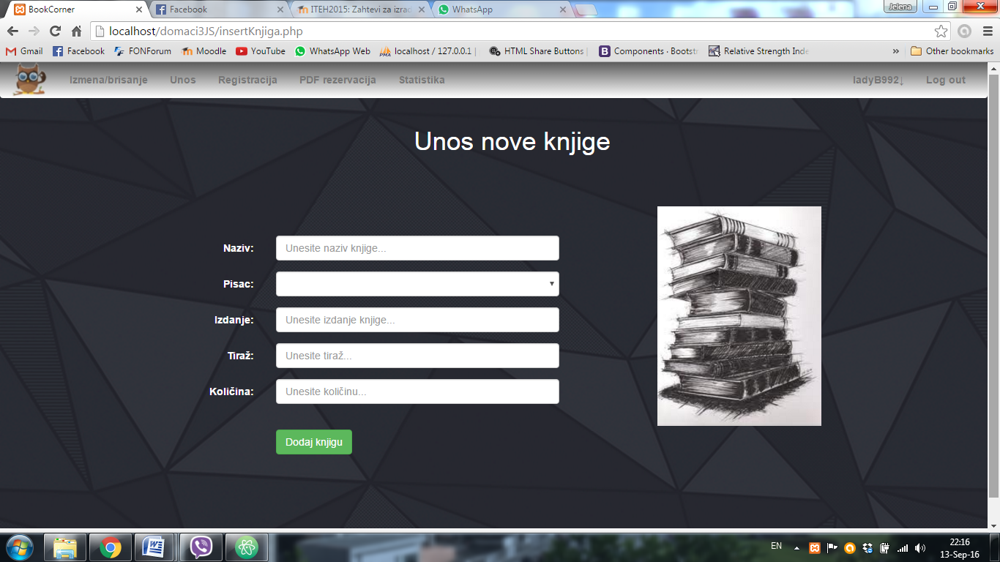 BookCorner
Facebook
ITEH2015: Zahtevi za izrad
WhatsApp
Jelena
localhost/domaci3JS/insertKnjiga.php
Gmail
Facebook
FONForum
Moodle
YouTube
WhatsApp Web
localhost / 127.0.0.1 |
HTML Share Buttons |
Components · Bootstr
Relative Strength Inde
»
Other bookmarks
Izmena/brisanje
Unos
Registracija
PDF rezervacija
Statistika
ladyB992↓
Log out
Unos nove knjige
Naziv:
Unesite naziv knjige...
Pisac:
Izdanje:
Unesite izdanje knjige...
Tiraž:
Unesite tiraž...
Količina:
Unesite količinu...
Dodaj knjigu
EN
22:16
13-Sep-16